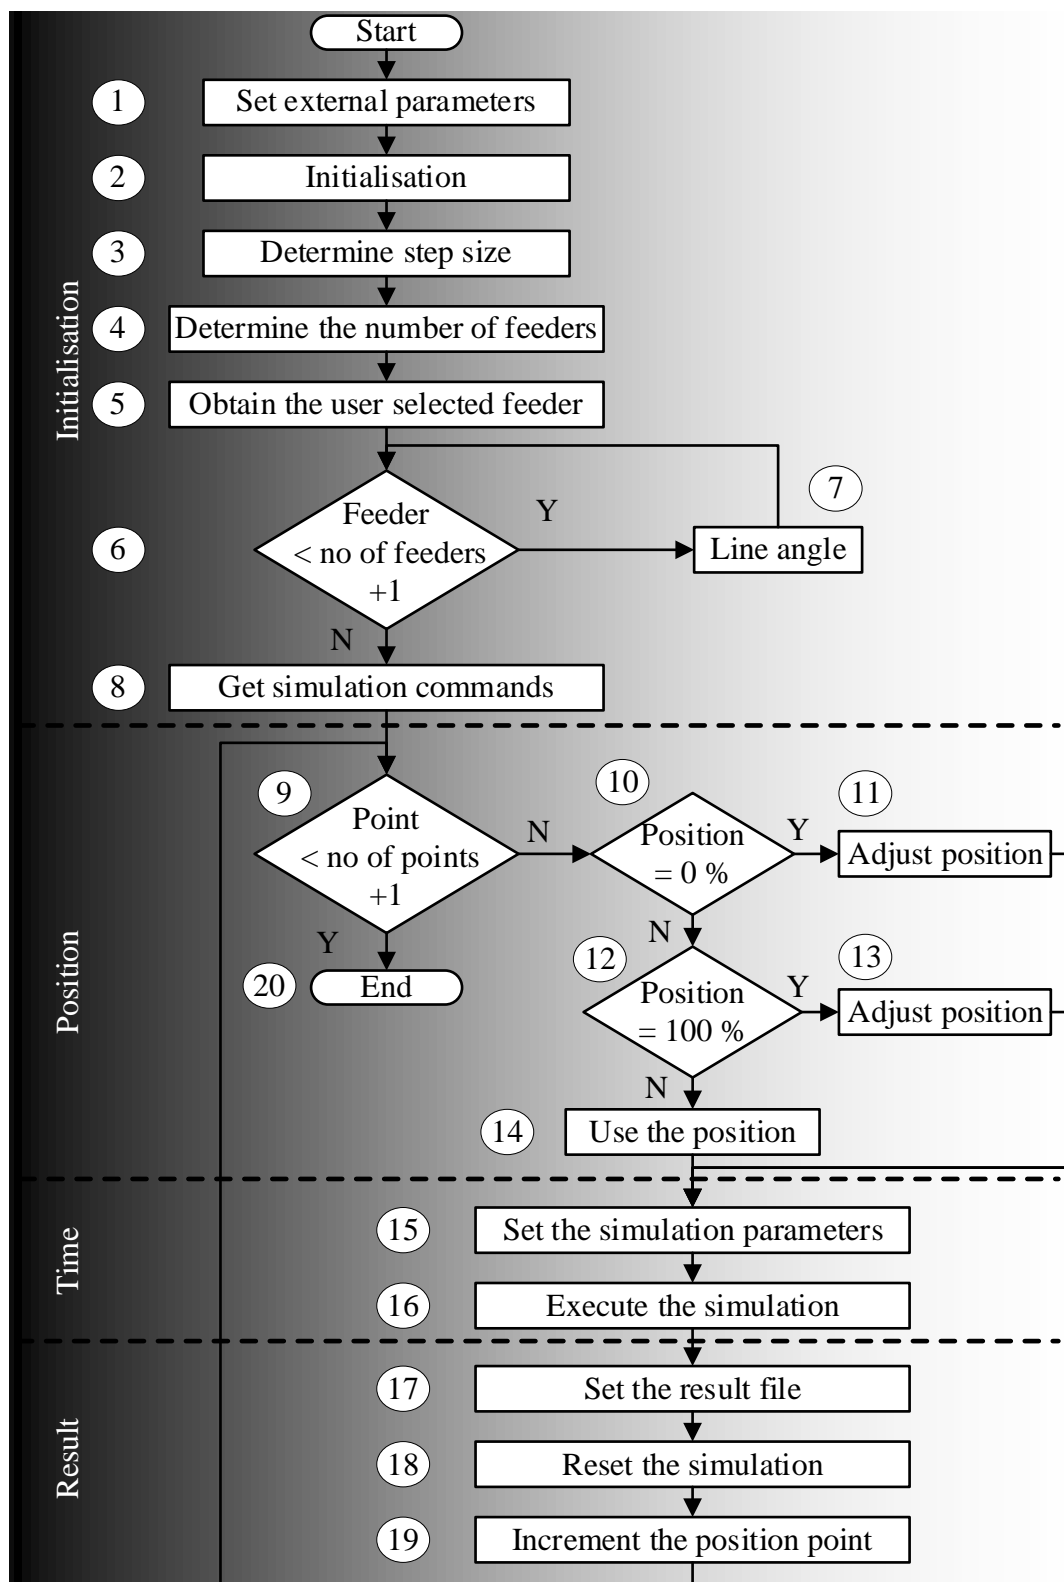 Start
1
Set external parameters
2
Initialisation
3
Determine step size
4
Determine the number of feeders
5
Obtain the user selected feeder
Initialisation
7
6
Feeder
< no of feeders
+1
Y
Line angle
N
8
Get simulation commands
9
Point
< no of points
+1
N
10
Position
= 0 %
Y
11
Adjust position
Y
20
End
N
12
Position
= 100 %
Y
13
Adjust position
Position
N
14
Use the position
15
Set the simulation parameters
Time
16
Execute the simulation
17
Set the result file
Result
18
Reset the simulation
19
Increment the position point